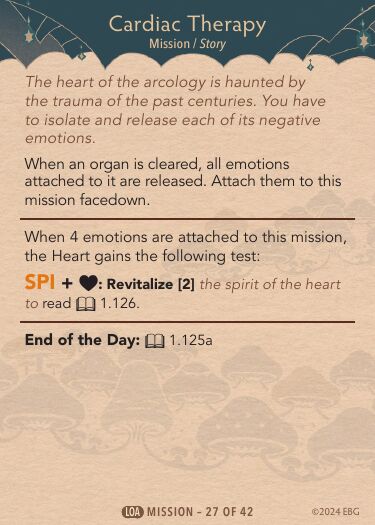 Cardiac Therapy
Mission / Story
The heart of the arcology is haunted by
the trauma of the past centuries. You have
to isolate and release each of its negative
emotions.
When an organ is cleared, all emotions
attached to it are released. Attach them to this
mission facedown.
When 4 emotions are attached to this mission,
the Heart gains the following test:
SPI + : Revitalize [2] the spirit of the heart
to read 1.126.
End of the Day: 1.125a
LOA MISSION – 27 OF 42
©2024 EBG